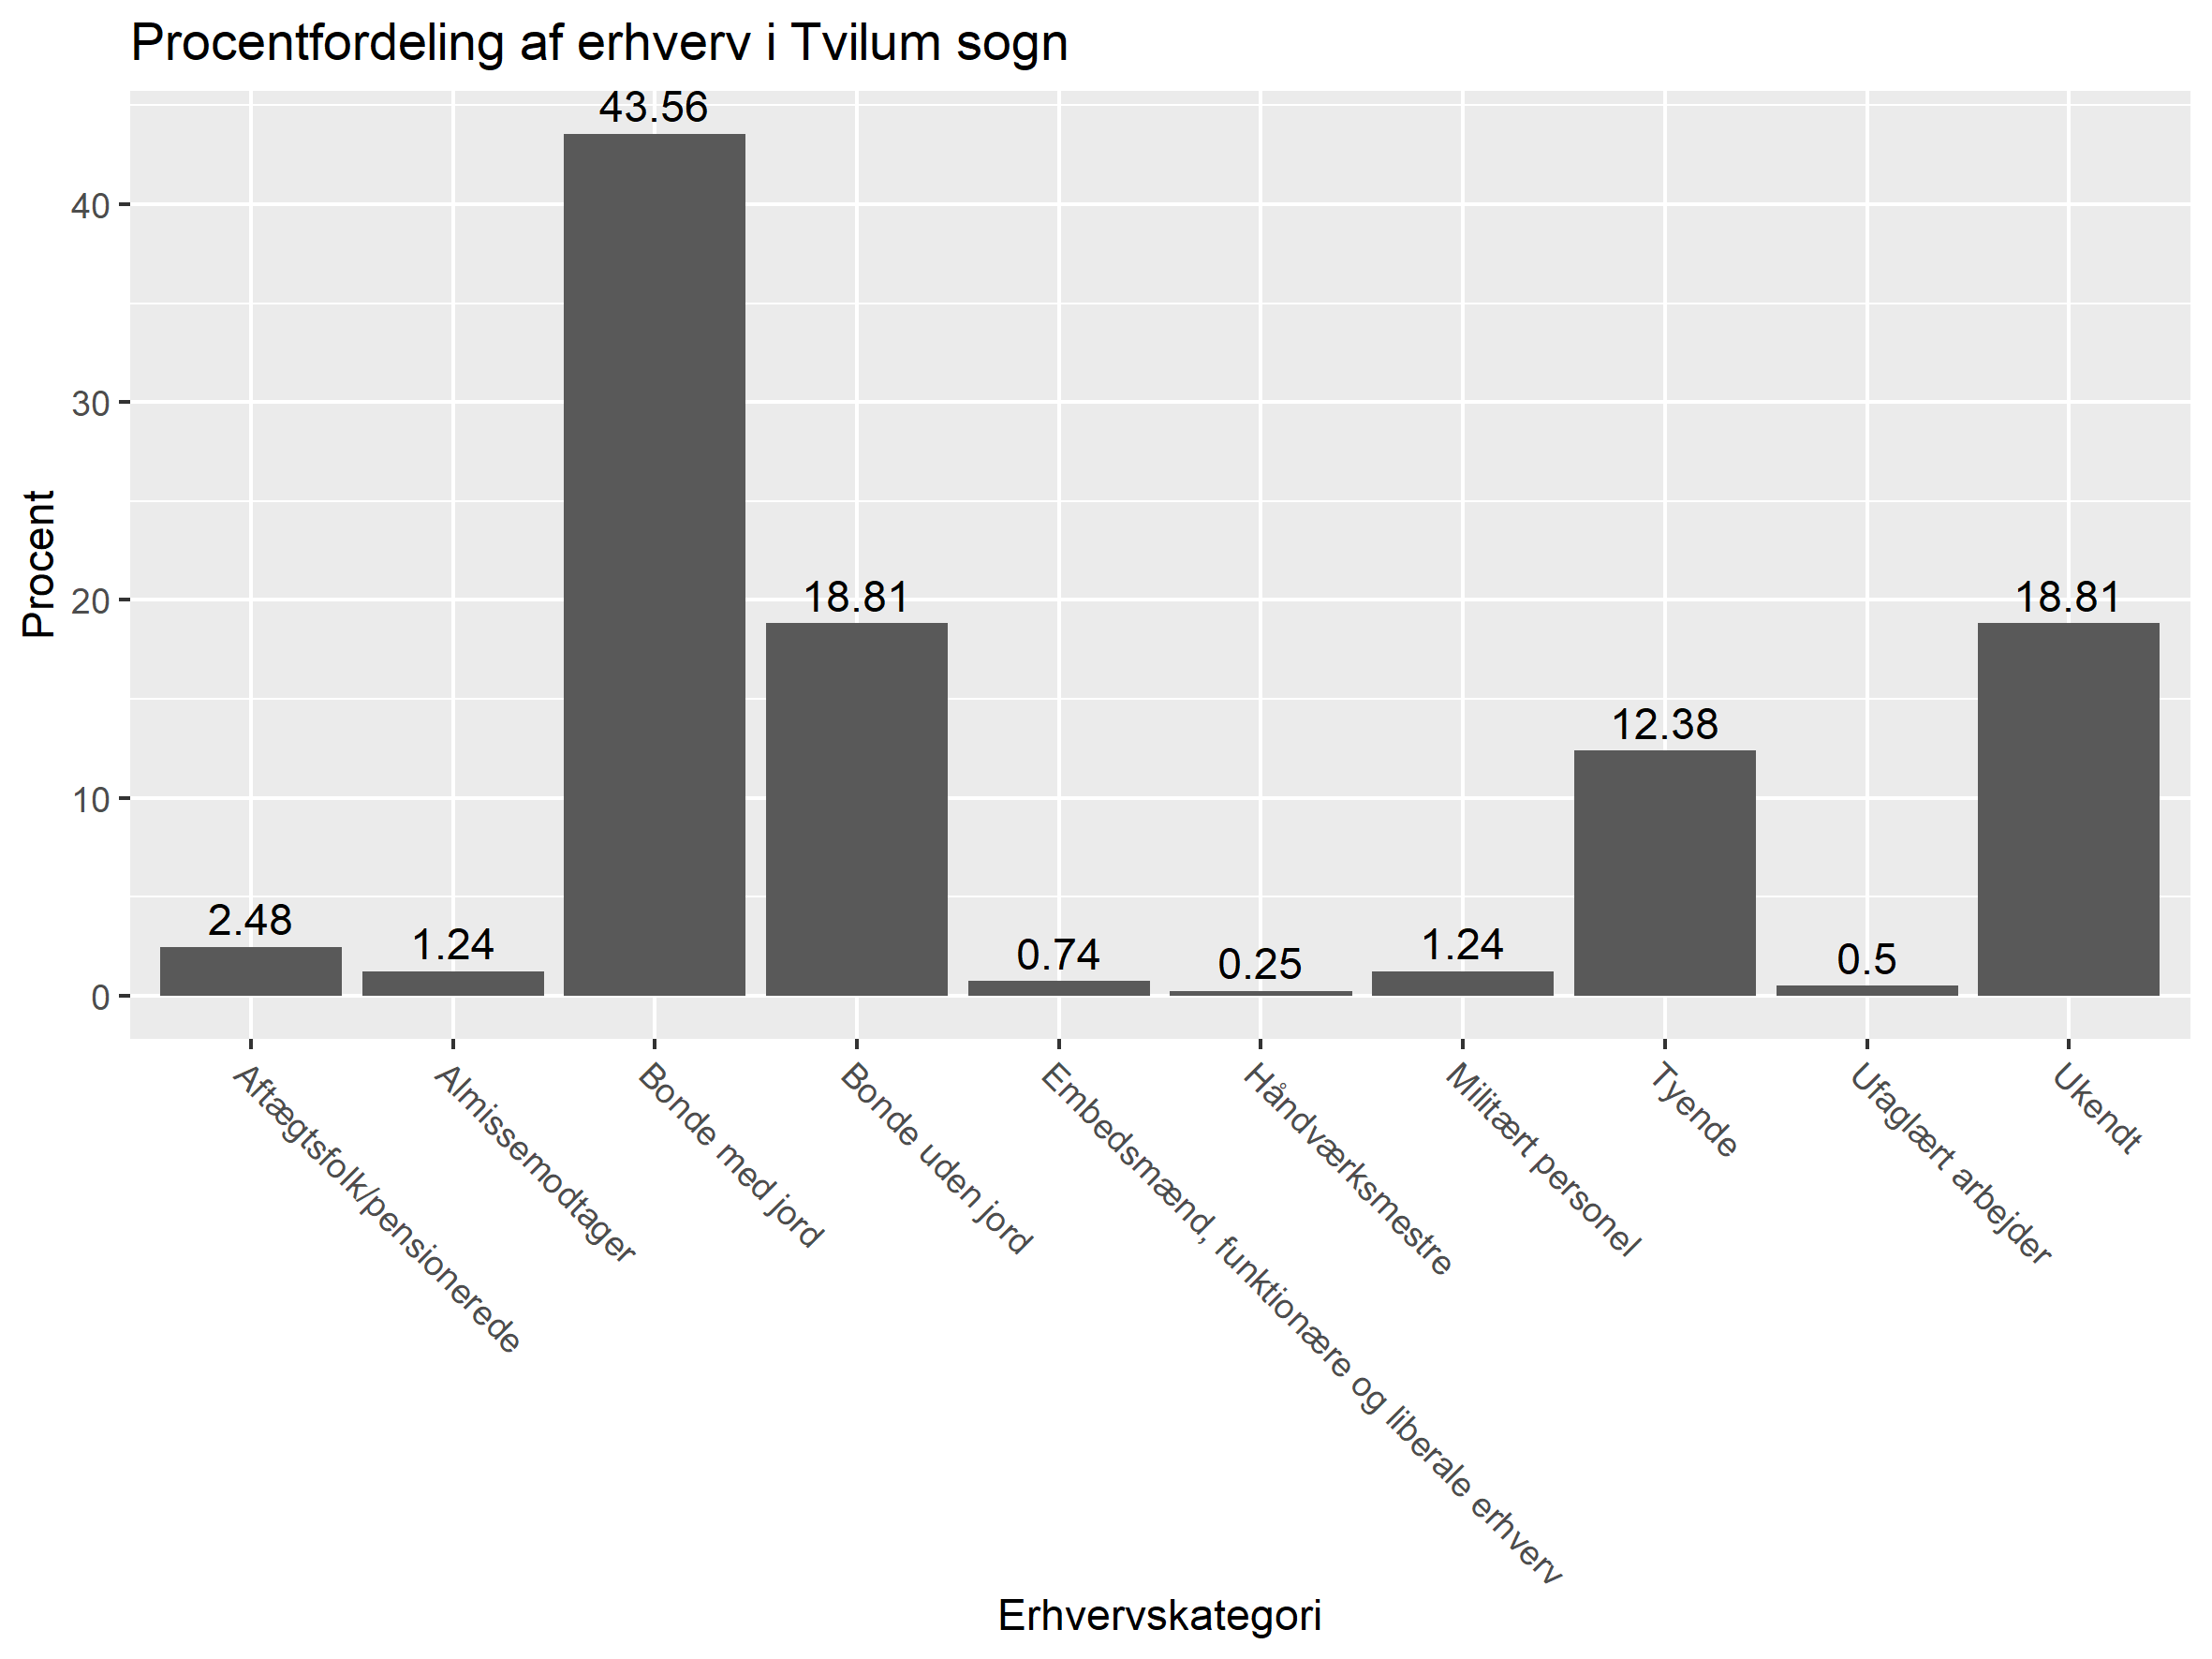 Procentfordeling af erhverv i Tvilum sogn
Procent
40
30
20
10
0
2.48
1.24
43.56
18.81
0.74
0.25
1.24
12.38
0.5
18.81
Aftægtsfolk/pensionerede
Almissemodtager
Bonde med jord
Bonde uden jord
Embedsmænd, funktionære og liberale erhverv
Håndværksmestre
Militært personel
Tyende
Ufaglært arbejder
Ukendt
Erhvervskategori